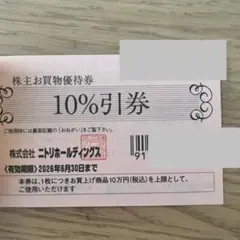 株主お買物優待券
10%引券
ご使用時には裏面記載の「おねがい」をご覧下さい。
株式会社 ニトリホールディングス
91
〈有効期限〉2026年6月30日まで
本券は、1枚につきお買上げ商品10万円(税込)を上限として、
ご使用いただけます